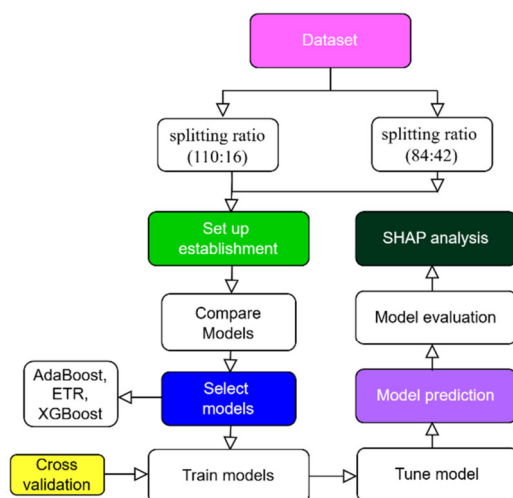 Dataset
splitting ratio
(110:16)
splitting ratio
(84:42)
Set up
establishment
SHAP analysis
Compare
Models
Model evaluation
AdaBoost,
ETR,
XGBoost
Select
models
Model prediction
Cross
validation
Train models
Tune model